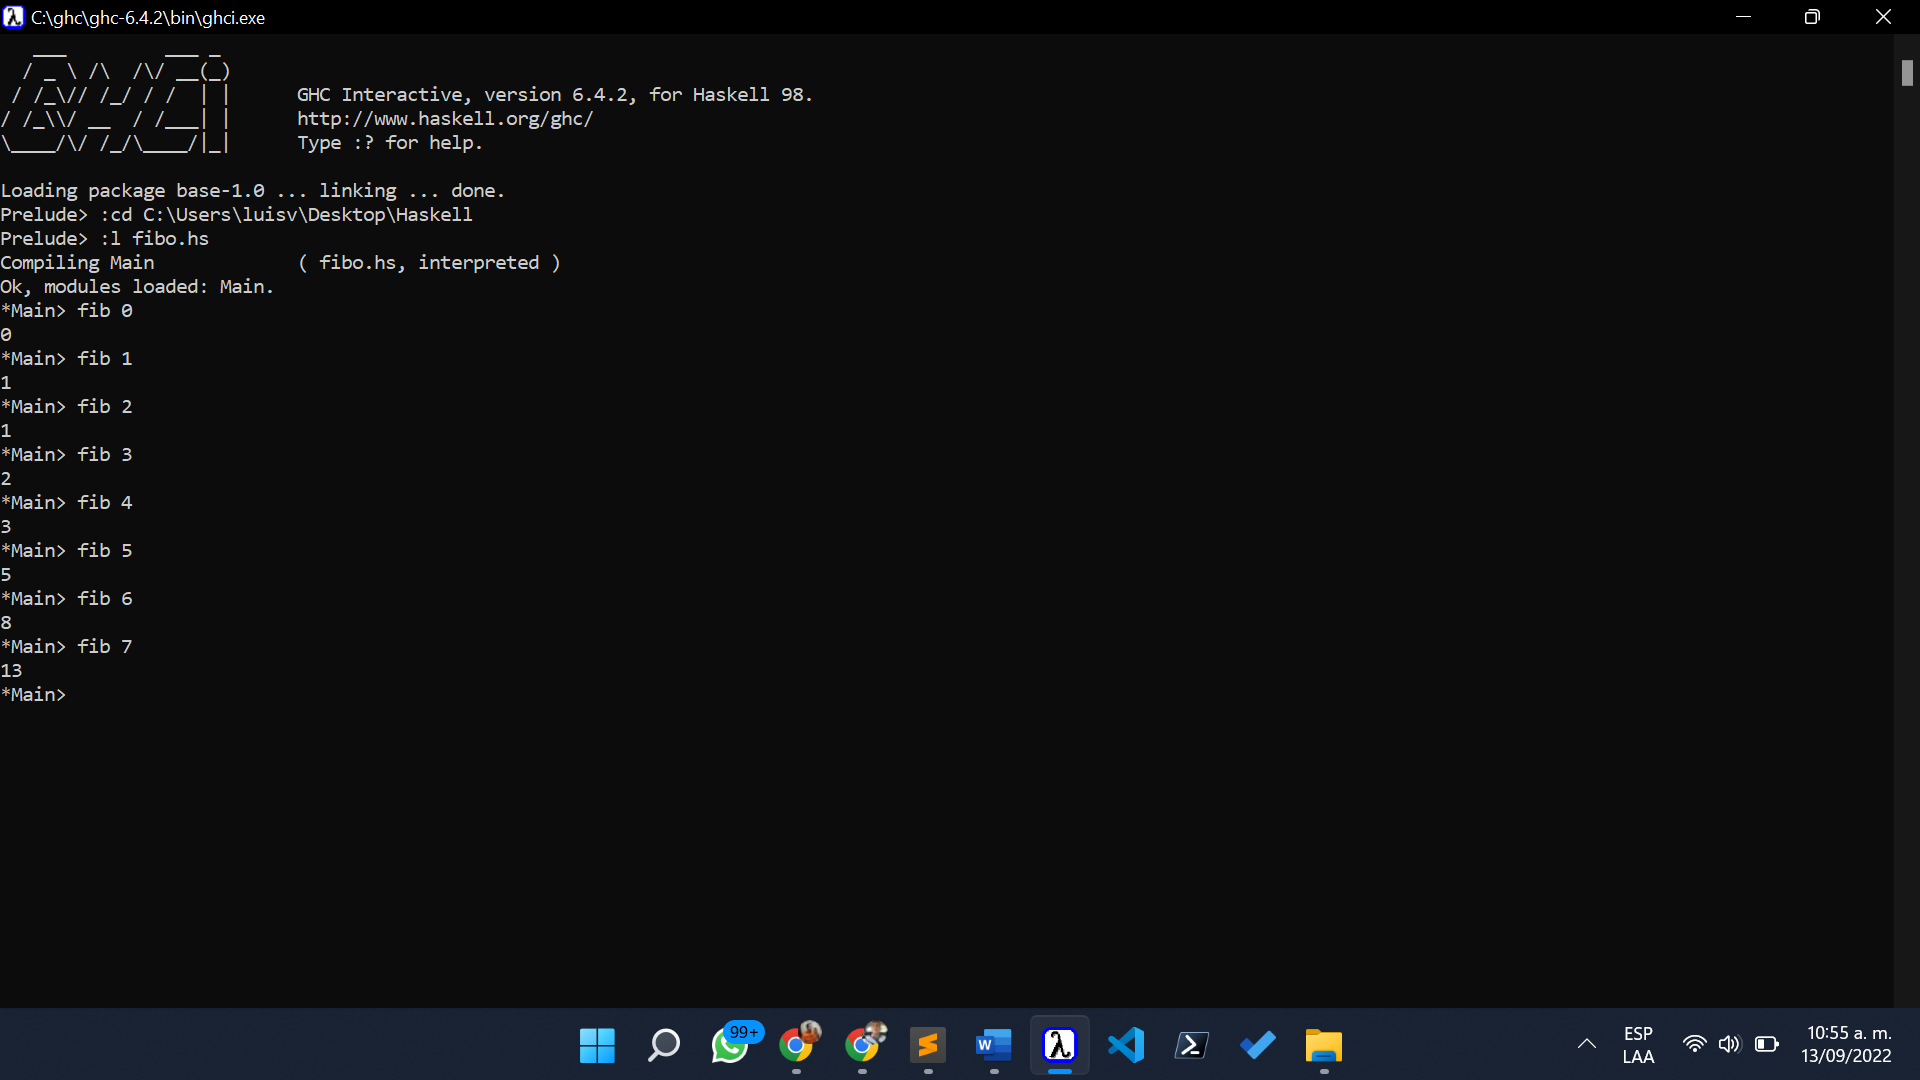 C:\ghc\ghc-6.4.2\bin\ghci.exe
GHC Interactive, version 6.4.2, for Haskell 98.
http://www.haskell.org/ghc/
Type :? for help.
Loading package base-1.0 ... linking ... done.
Prelude> :cd C:\Users\luisv\Desktop\Haskell
Prelude> :l fibo.hs
Compiling Main             ( fibo.hs, interpreted )
Ok, modules loaded: Main.
*Main> fib 0
0
*Main> fib 1
1
*Main> fib 2
1
*Main> fib 3
2
*Main> fib 4
3
*Main> fib 5
5
*Main> fib 6
8
*Main> fib 7
13
*Main>
99+
ESP
LAA
10:55 a. m.
13/09/2022